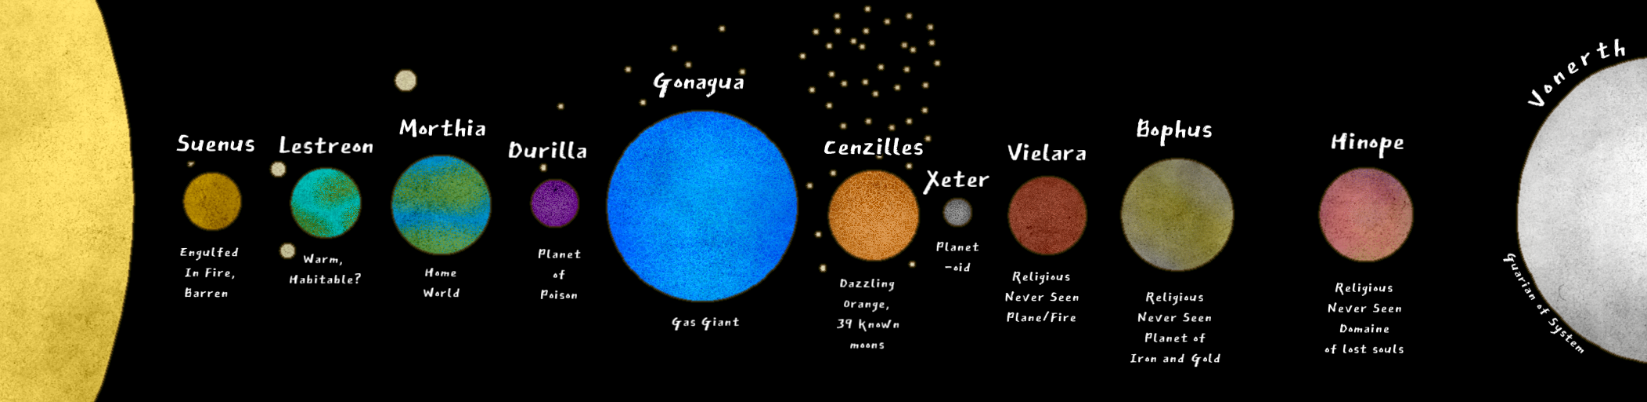 Suenus
Engulfed
In Fire,
Barren
Lestreon
Warm,
Habitable?
Morthia
Home
World
Durilla
Planet
of
Poison
Gonagua
Gas Giant
Cenzilles
Dazzling
Orange,
39 Known
moons
Xeter
Planet
-oid
Vielara
Religious
Never Seen
Plane/Fire
Bophus
Religious
Never Seen
Planet of
Iron and Gold
Hinope
Religious
Never Seen
Domaine
of lost souls
Vonerth
Guarian of System